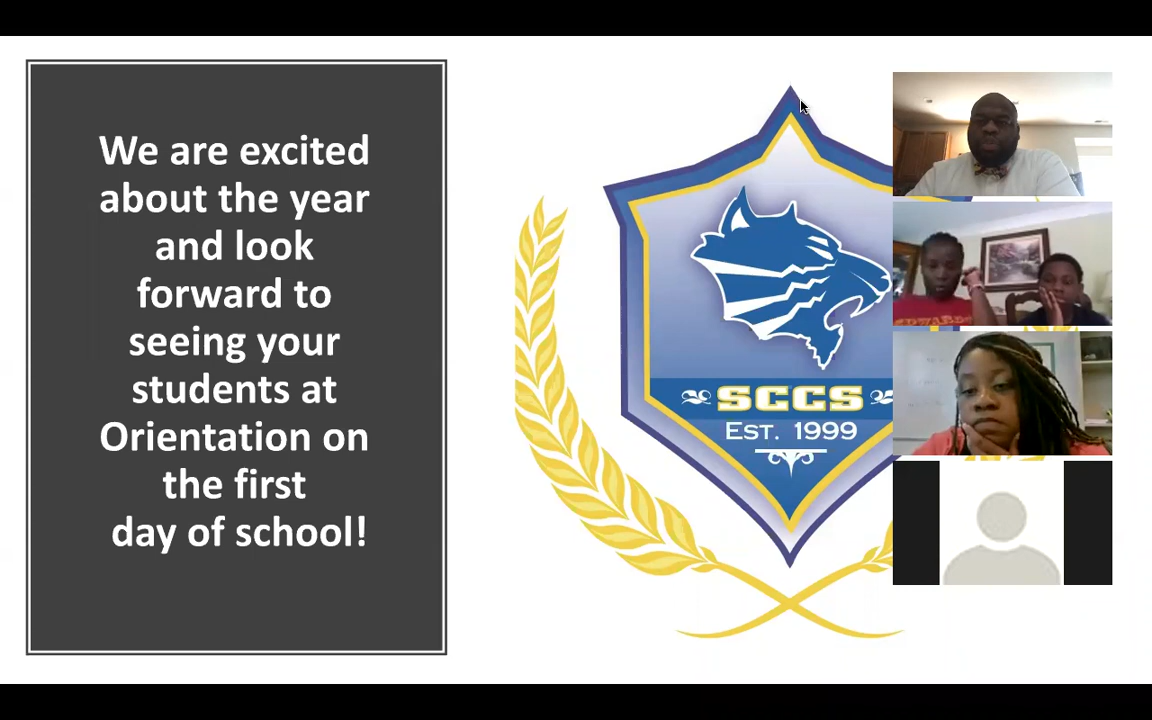 We are excited
about the year
and look
forward to
seeing your
students at
Orientation on
the first
day of school!
SCCS
EST. 1999